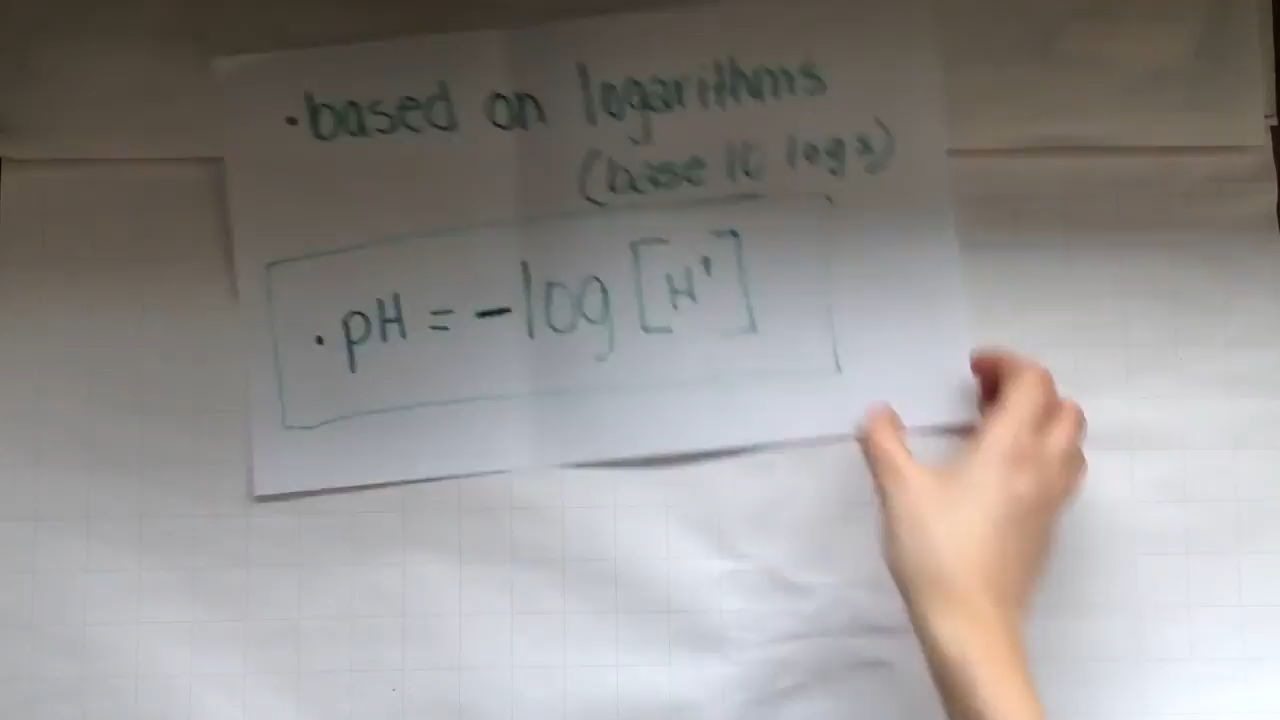 • based on logarithms
(base 10 logs)
• pH = -log [H⁺]